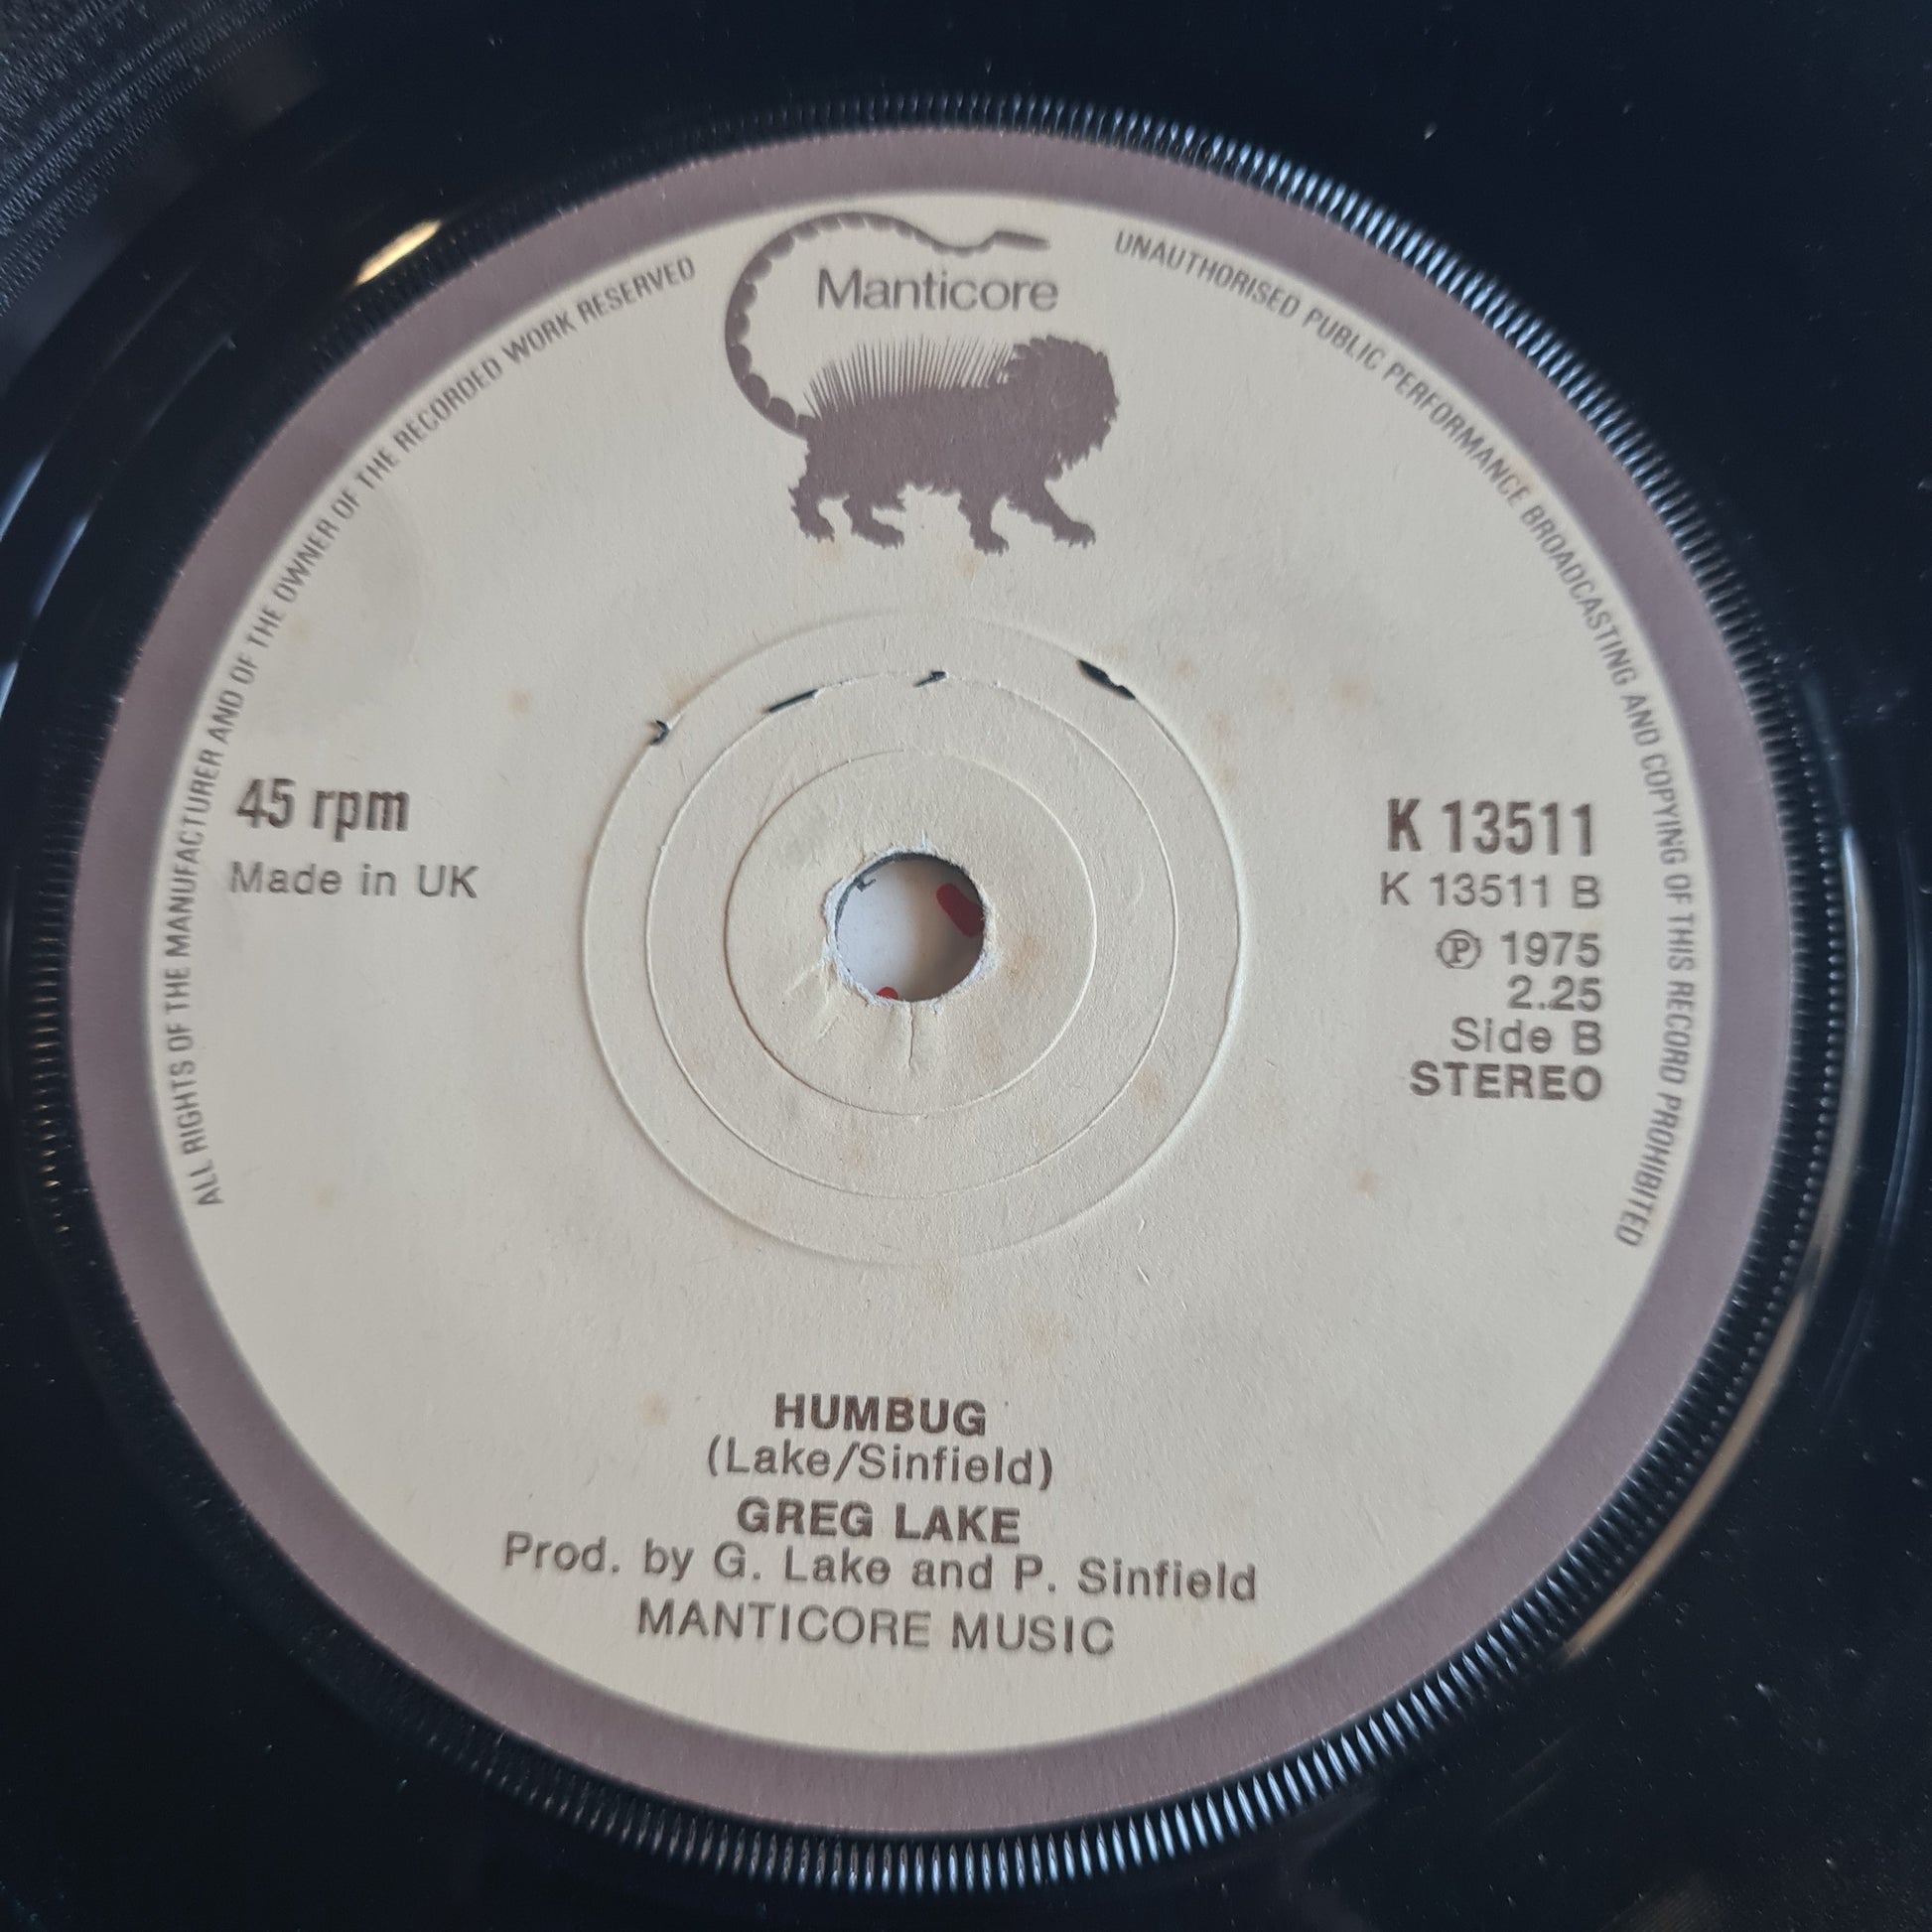 Manticore
ALL RIGHTS OF THE MANUFACTURER AND OF THE OWNER OF THE RECORDED WORK RESERVED
UNAUTHORISED PUBLIC PERFORMANCE BROADCASTING AND COPYING OF THIS RECORD PROHIBITED
45 rpm
Made in UK
K 13511
K 13511 B
Ⓟ 1975
2.25
Side B
STEREO
HUMBUG
(Lake/Sinfield)
GREG LAKE
Prod. by G. Lake and P. Sinfield
MANTICORE MUSIC